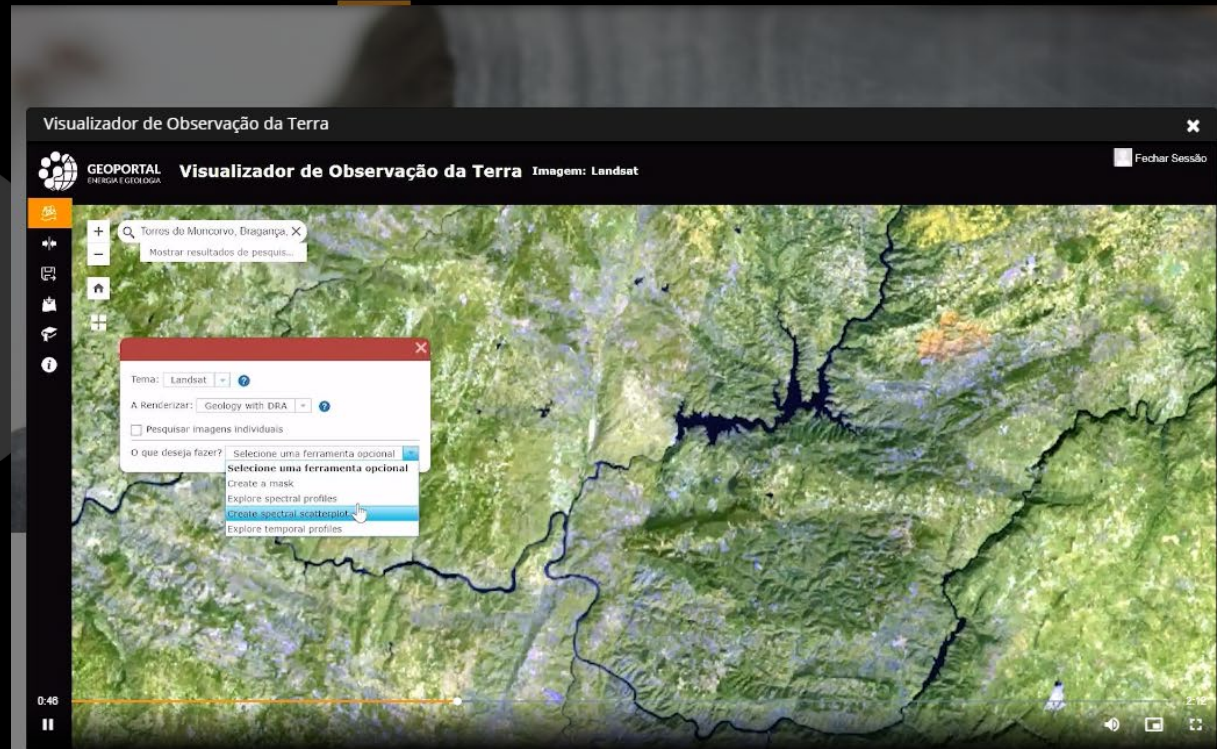 Visualizador de Observação da Terra
GEOPORTAL
ENERGIA E GEOLOGIA
Visualizador de Observação da Terra Imagem: Landsat
Fechar Sessão
+
Torres de Moncorvo, Bragança,
−
Mostrar resultados de pesquis...
Tema: Landsat
A Renderizar: Geology with DRA
Pesquisar imagens individuais
O que deseja fazer? Selecione uma ferramenta opcional
Selecione uma ferramenta opcional
Create a mask
Explore spectral profiles
Create spectral scatterplot
Explore temporal profiles
0:46
2:12